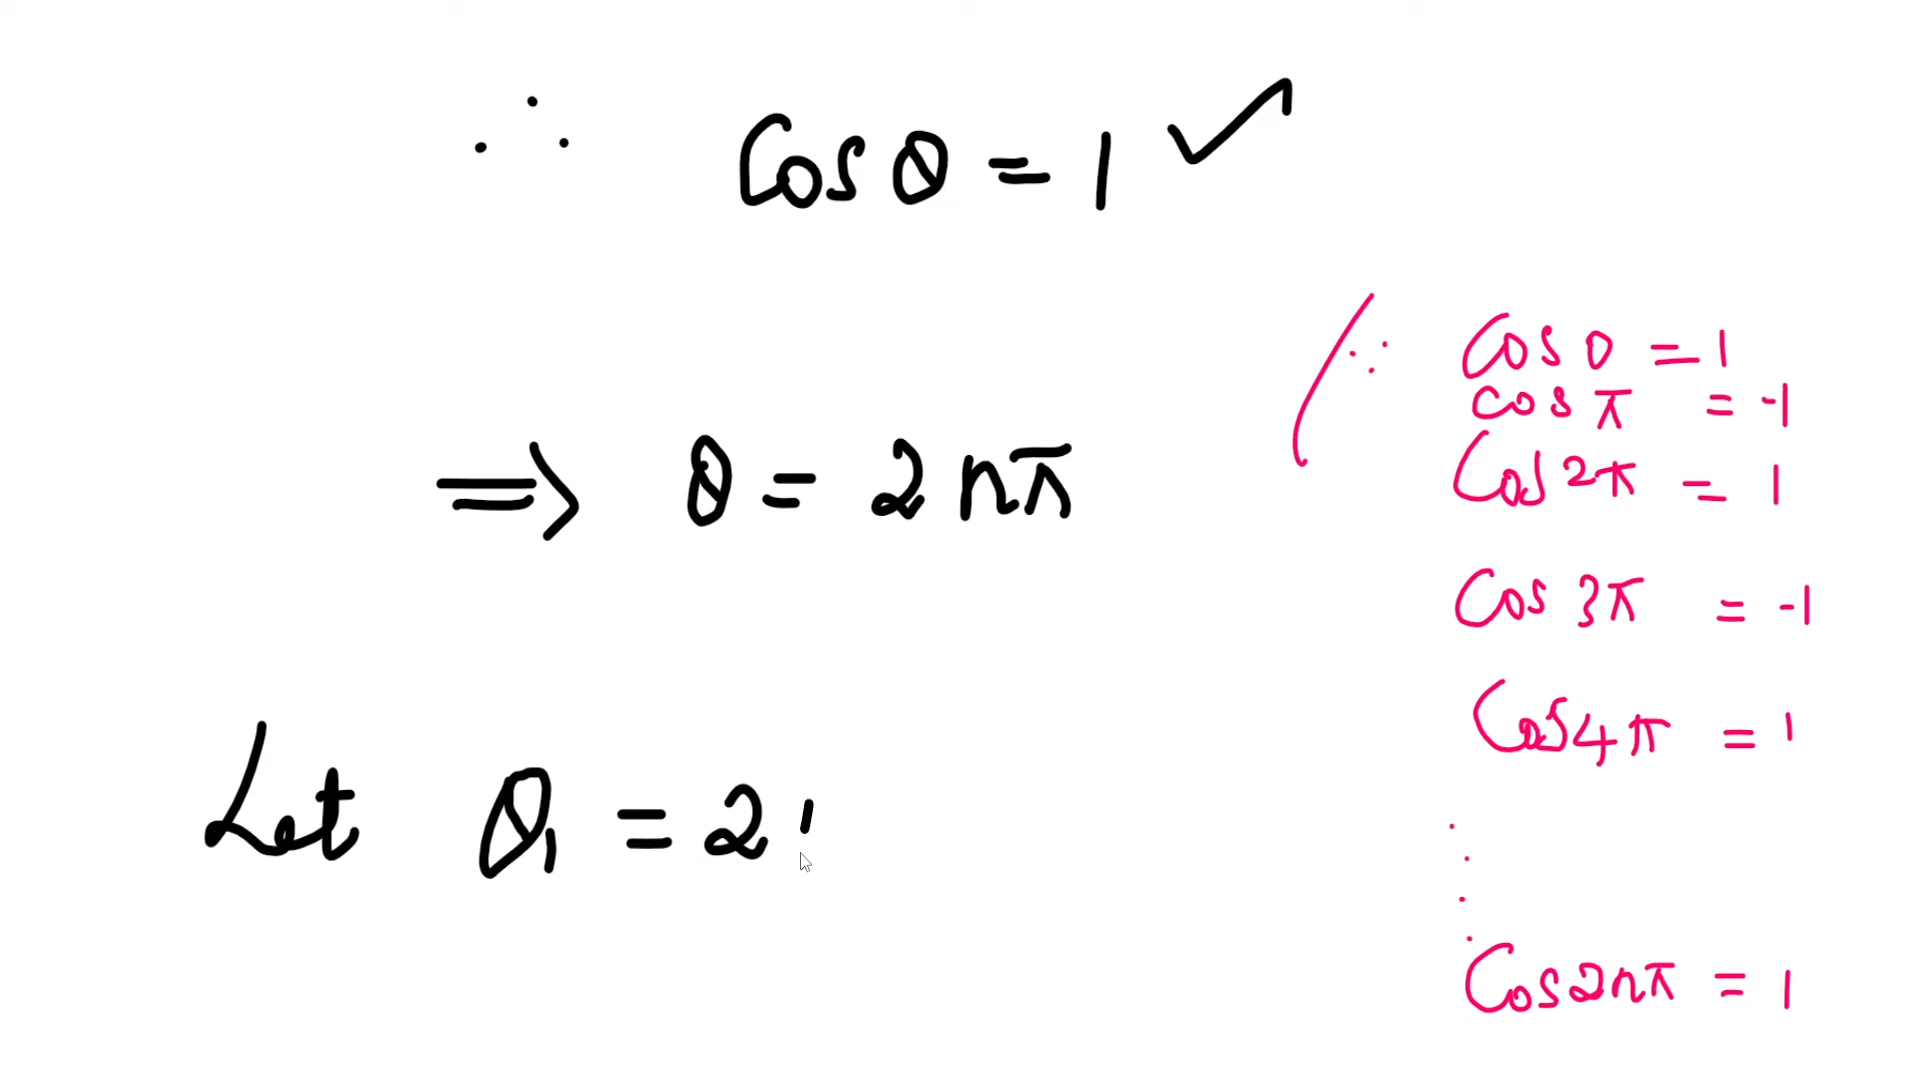 ∴ Cos θ = 1 ✓
⇒ θ = 2nπ
Let θ₁ = 2
(∵ Cos 0 = 1
cos π = -1
Cos 2π = 1
Cos 3π = -1
Cos 4π = 1
.
.
.
.
Cos 2nπ = 1